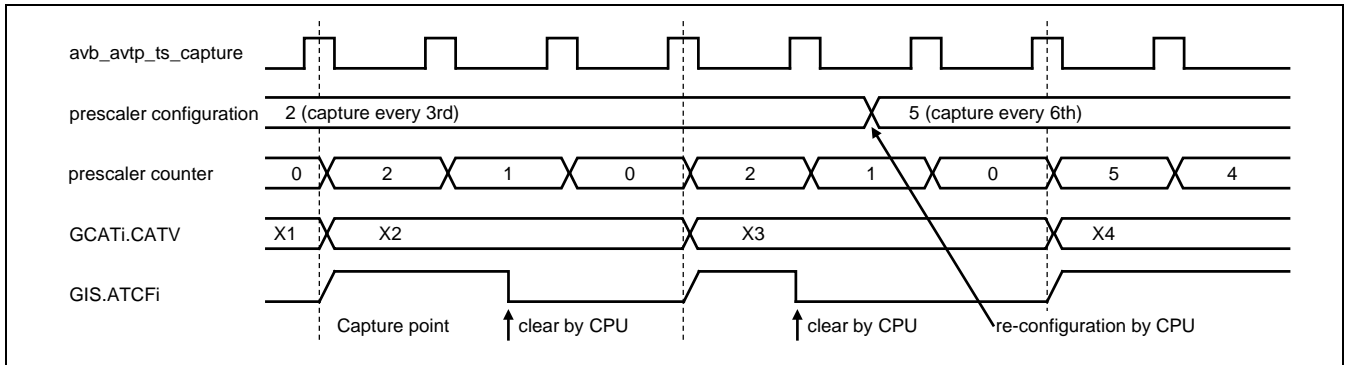 avb_avtp_ts_capture
prescaler configuration 2 (capture every 3rd) 5 (capture every 6th)
prescaler counter 0 2 1 0 2 1 0 5 4
GCATi.CATV X1 X2 X3 X4
GIS.ATCFi
Capture point clear by CPU clear by CPU re-configuration by CPU